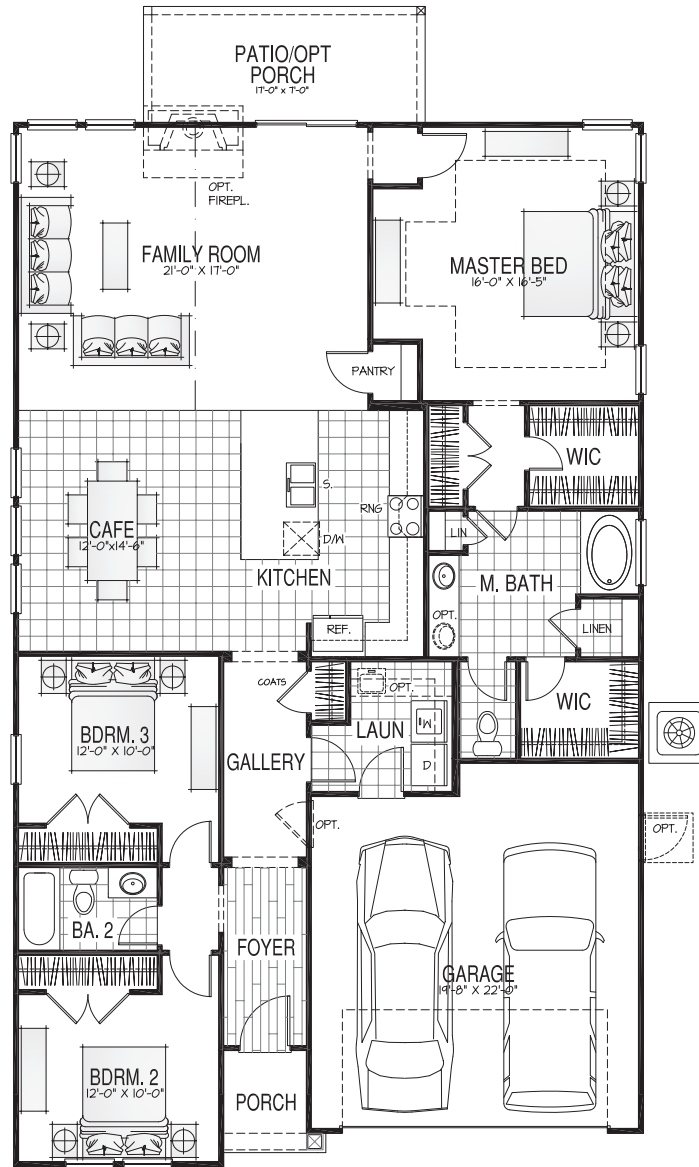 PATIO/OPT
PORCH
17'-0" x 7'-0"
OPT.
FIREPL.
FAMILY ROOM
21'-0" X 17'-0"
MASTER BED
16'-0" X 16'-5"
PANTRY
WIC
S.
RNG
LIN
CAFE
12'-0"x14'-6"
D/W
KITCHEN
M. BATH
OPT.
REF.
LINEN
COATS
OPT.
WIC
BDRM. 3
12'-0" X 10'-0"
LAUN
W
GALLERY
D
OPT.
OPT.
BA. 2
FOYER
GARAGE
19'-8" X 22'-0"
BDRM. 2
12'-0" X 10'-0"
PORCH